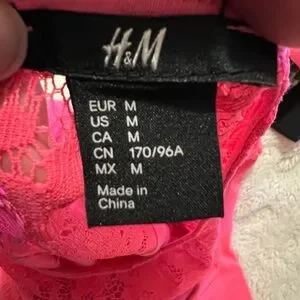 H&M
EUR M
US M
CA M
CN 170/96A
MX M
Made in
China